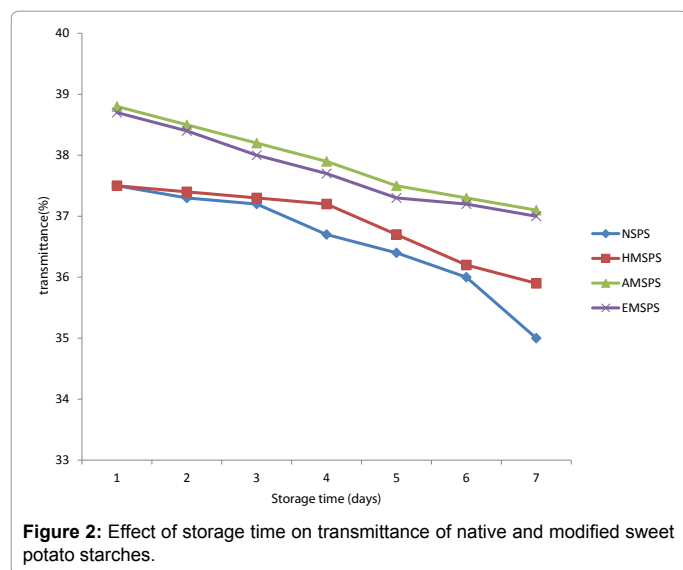 40
39
38
37
36
35
34
33
transmittance(%)
1 2 3 4 5 6 7
Storage time (days)
NSPS
HMSPS
AMSPS
EMSPS
Figure 2: Effect of storage time on transmittance of native and modified sweet
potato starches.